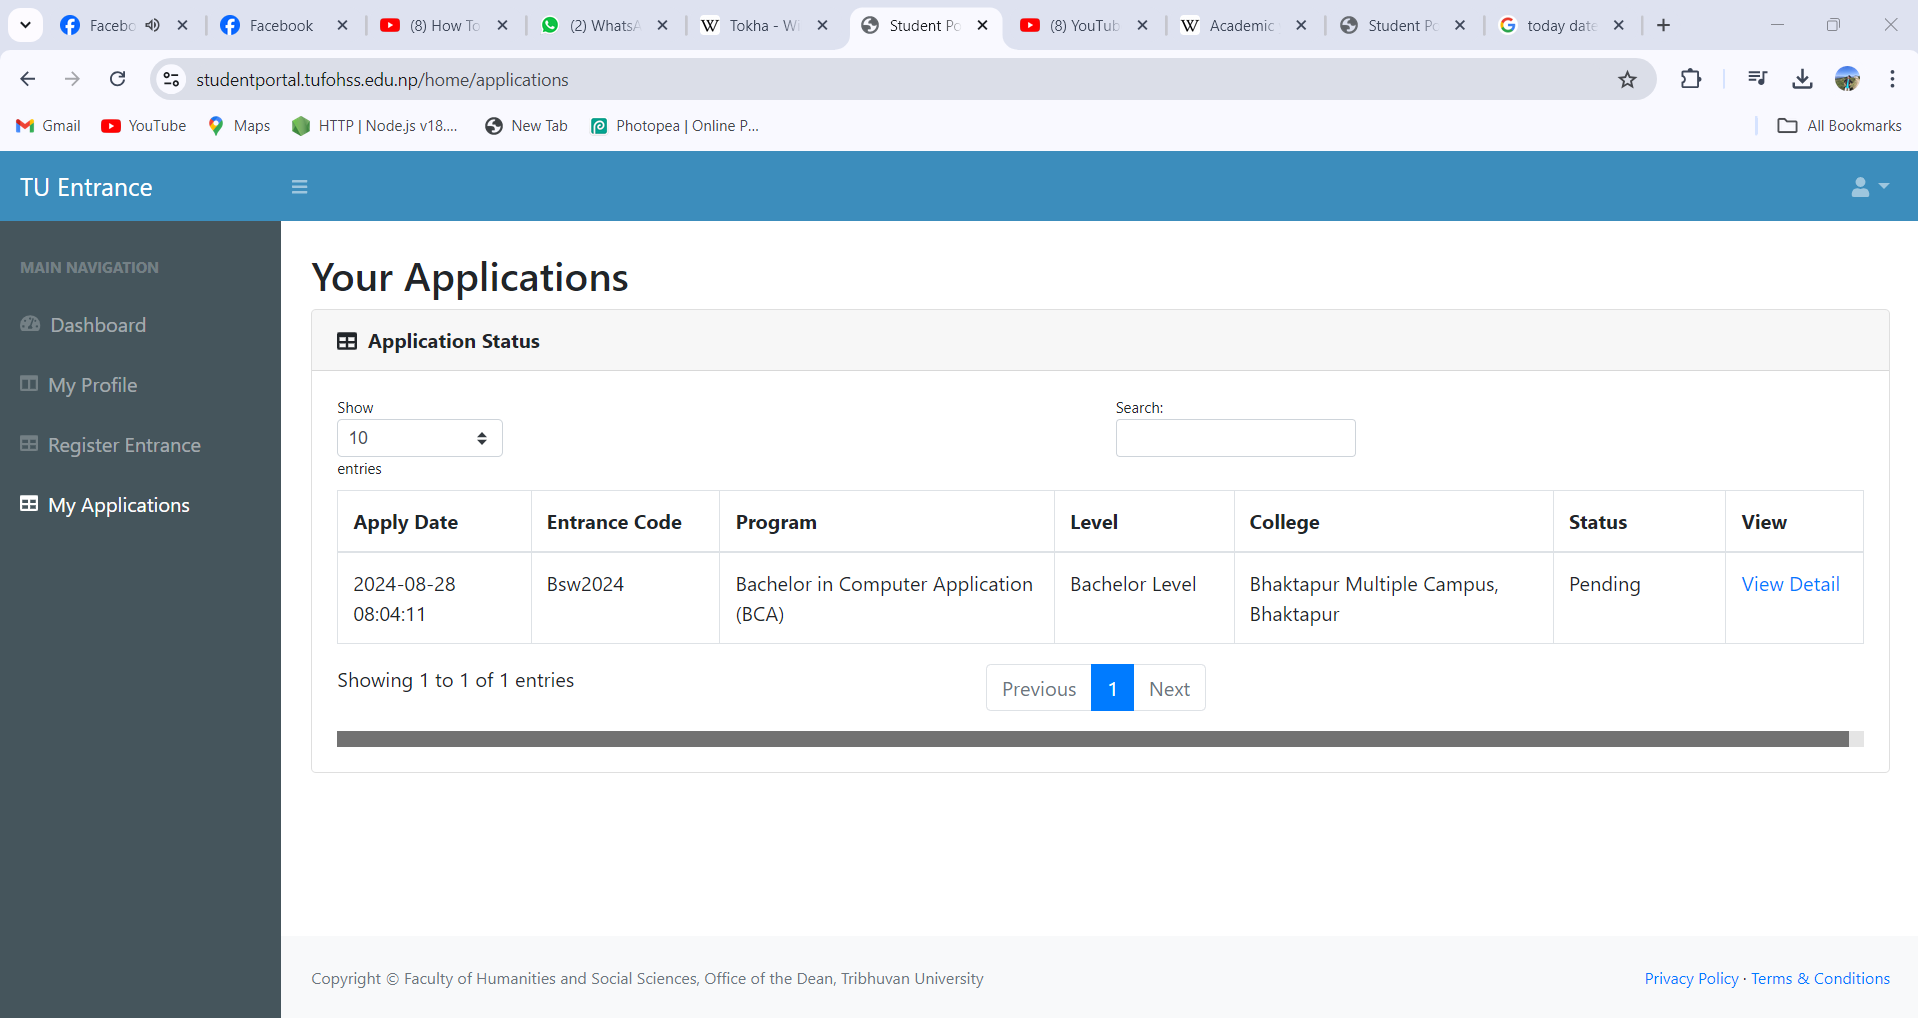 Facebo
Facebook
(8) How To
(2) WhatsA
Tokha - Wi
Student Po
(8) YouTub
Academic
Student Po
today date
studentportal.tufohss.edu.np/home/applications
Gmail
YouTube
Maps
HTTP | Node.js v18....
New Tab
Photopea | Online P...
All Bookmarks
TU Entrance
MAIN NAVIGATION
Dashboard
My Profile
Register Entrance
My Applications
Your Applications
Application Status
Show
10
entries
Search:
Apply Date Entrance Code Program Level College Status View
2024-08-28 Bsw2024 Bachelor in Computer Application Bachelor Level Bhaktapur Multiple Campus, Pending View Detail
08:04:11 (BCA) Bhaktapur
Showing 1 to 1 of 1 entries
Previous 1 Next
Copyright © Faculty of Humanities and Social Sciences, Office of the Dean, Tribhuvan University
Privacy Policy · Terms & Conditions